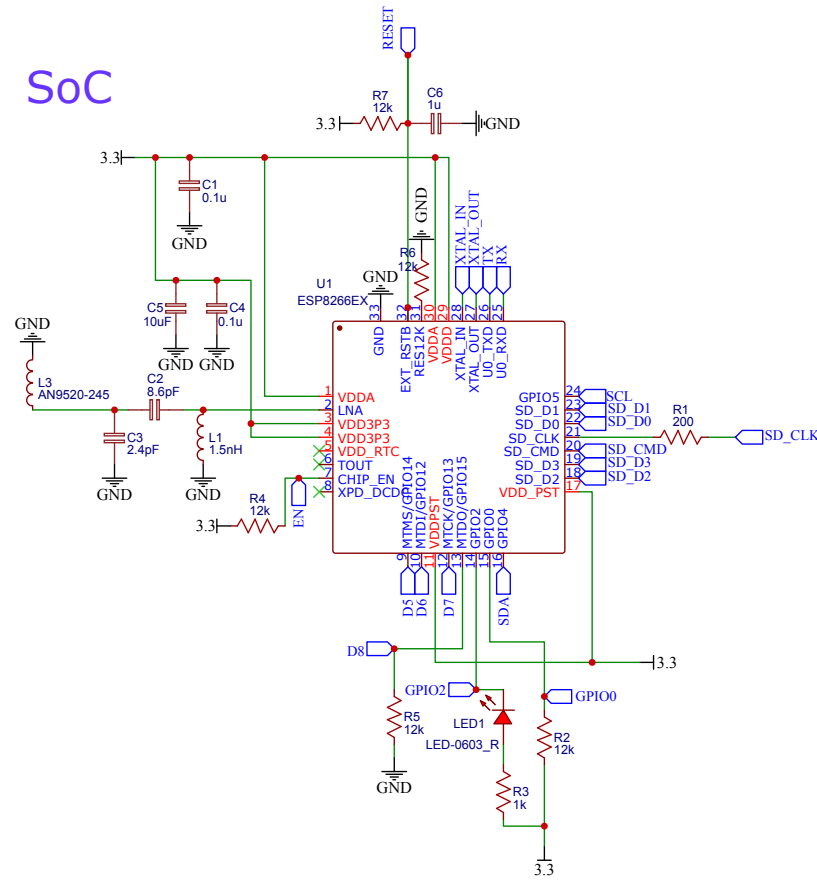 SoC
RESET
R7
12k
C6
1u
3.3
GND
3.3
C1
0.1u
GND
GND
R6
12k
XTAL_IN
XTAL_OUT
TX
RX
U1
ESP8266EX
GND
C5
10uF
C4
0.1u
GND
GND
33
32
31
30
29
28
27
26
25
GND
EXT_RSTB
RES12K
VDDA
VDDD
XTAL_IN
XTAL_OUT
U0_TXD
U0_RXD
GND
L3
AN9520-245
C2
8.6pF
C3
2.4pF
GND
L1
1.5nH
GND
1 VDDA
2 LNA
3 VDD3P3
4 VDD3P3
5 VDD_RTC
6 TOUT
7 CHIP_EN
8 XPD_DCDC
GPIO5 24 SCL
SD_D1 23 SD_D1
SD_D0 22 SD_D0
SD_CLK 21
SD_CMD 20 SD_CMD
SD_D3 19 SD_D3
SD_D2 18 SD_D2
VDD_PST 17
R1
200
SD_CLK
R4
12k
3.3
EN
MTMS/GPIO14
MTDI/GPIO12
VDDPST
MTCK/GPIO13
MTDO/GPIO15
GPIO2
GPIO0
GPIO4
9
10
11
12
13
14
15
16
D5
D6
D7
SDA
D8
3.3
GPIO2
GPIO0
R5
12k
GND
LED1
LED-0603_R
R2
12k
R3
1k
3.3